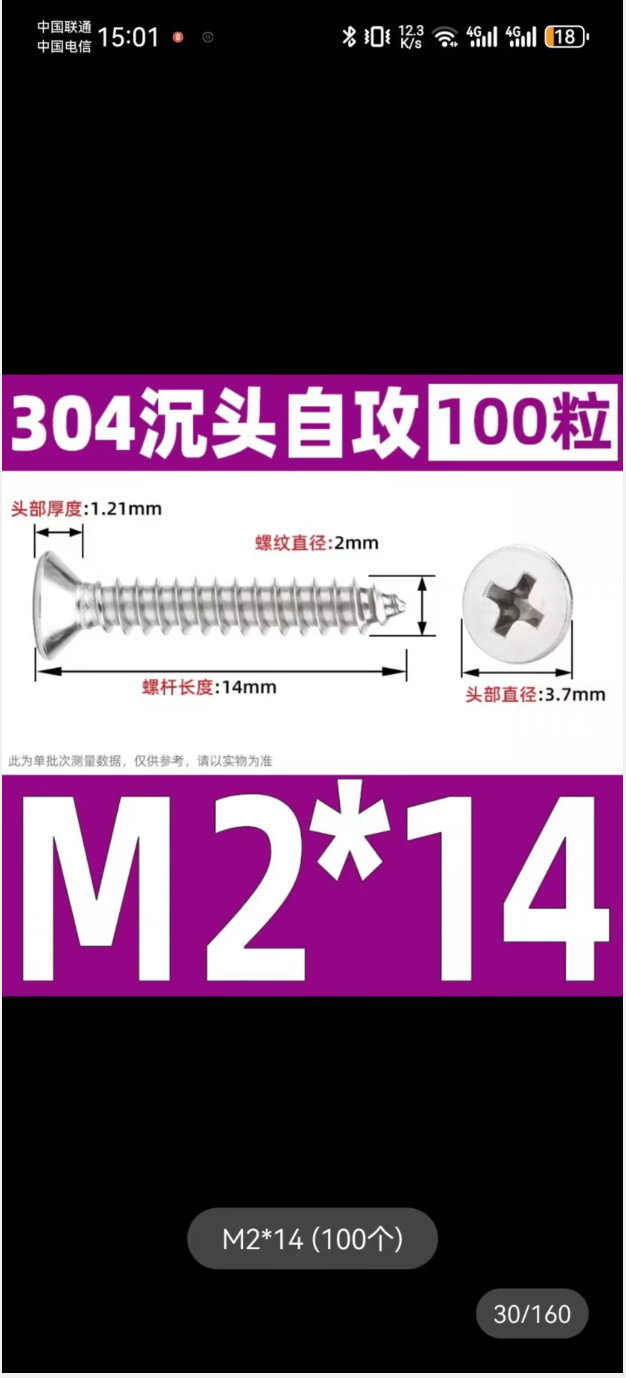 中国联通
中国电信 15:01 12.3 K/s 4G 4G 18
304沉头自攻100粒
头部厚度:1.21mm
螺纹直径:2mm
螺杆长度:14mm
头部直径:3.7mm
此为单批次测量数据，仅供参考，请以实物为准
M2*14
M2*14 (100个)
30/160